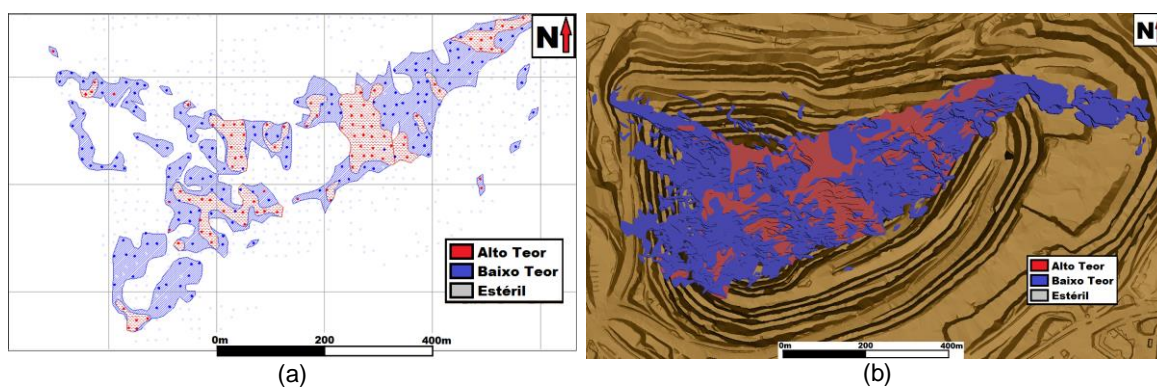 N
Alto Teor
Baixo Teor
Estéril
0m 200 400m
(a)
N
Alto Teor
Baixo Teor
Estéril
0m 200 400m
(b)